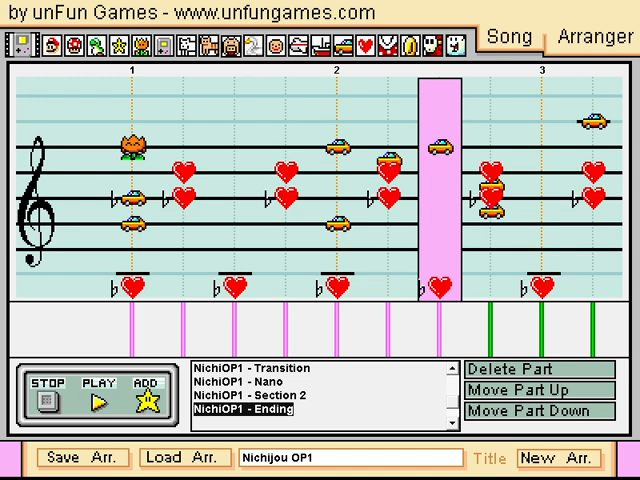 by unFun Games - www.unfungames.com
Song Arranger
1 2 3
STOP PLAY ADD
NichiOP1 - Transition
NichiOP1 - Nano
NichiOP1 - Section 2
NichiOP1 - Ending
Delete Part
Move Part Up
Move Part Down
Save Arr. Load Arr. Nichijou OP1 Title New Arr.